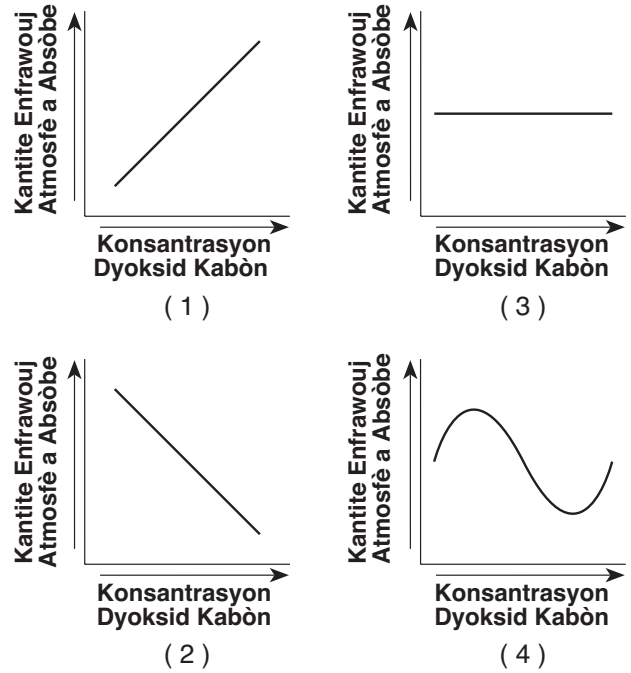 Kantite Enfrawouj
Atmosfè a Absòbe
Konsantrasyon
Dyoksid Kabòn
( 1 )
Kantite Enfrawouj
Atmosfè a Absòbe
Konsantrasyon
Dyoksid Kabòn
( 3 )
Kantite Enfrawouj
Atmosfè a Absòbe
Konsantrasyon
Dyoksid Kabòn
( 2 )
Kantite Enfrawouj
Atmosfè a Absòbe
Konsantrasyon
Dyoksid Kabòn
( 4 )